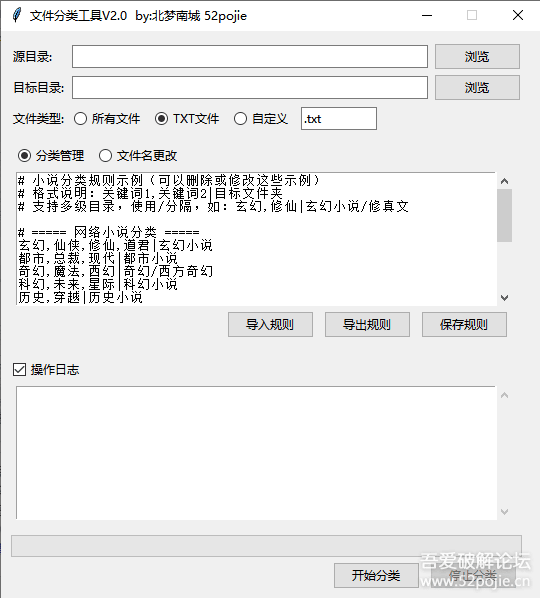 文件分类工具V2.0 by:北梦南城 52pojie
源目录:
浏览
目标目录:
浏览
文件类型: 所有文件 TXT文件 自定义 .txt
分类管理 文件名更改
# 小说分类规则示例（可以删除或修改这些示例）
# 格式说明：关键词1,关键词2|目标文件夹
# 支持多级目录，使用/分隔，如：玄幻,修仙|玄幻小说/修真文
# ===== 网络小说分类 =====
玄幻,仙侠,修仙,道君|玄幻小说
都市,总裁,现代|都市小说
奇幻,魔法,西幻|奇幻/西方奇幻
科幻,未来,星际|科幻小说
历史,穿越|历史小说
导入规则 导出规则 保存规则
操作日志
开始分类 停止分类
吾爱破解论坛
www.52pojie.cn